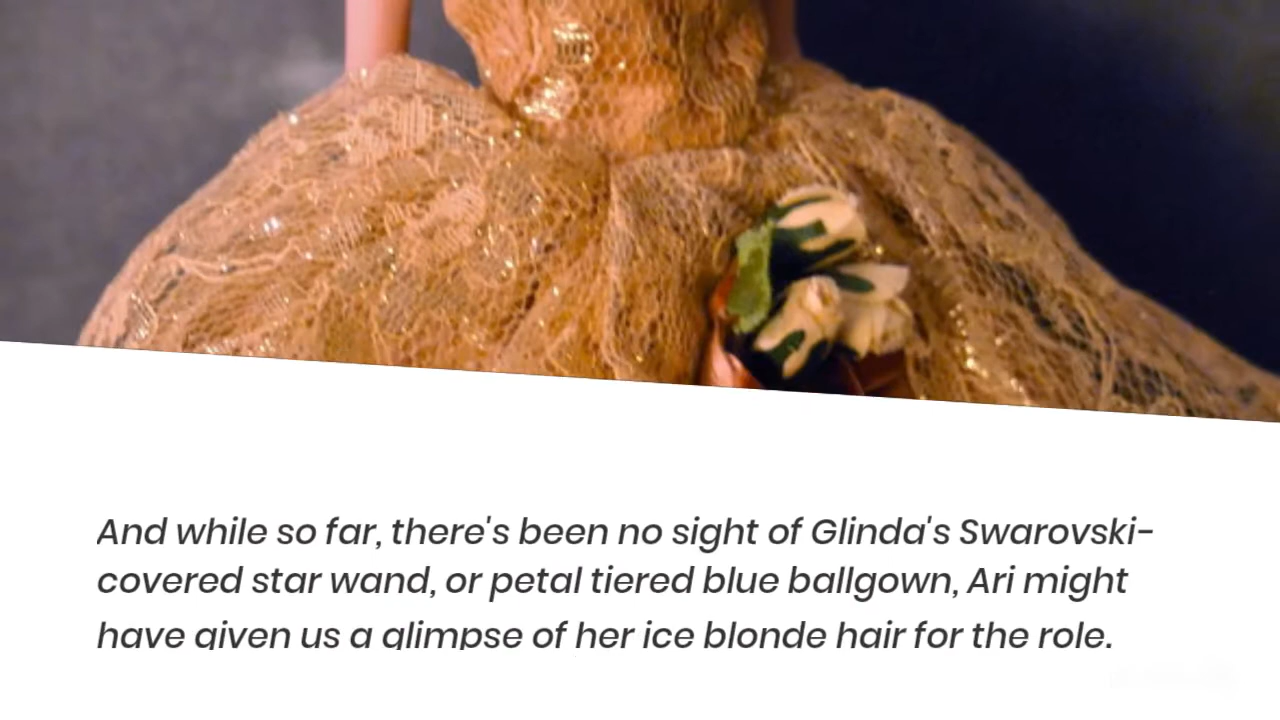 And while so far, there's been no sight of Glinda's Swarovski-
covered star wand, or petal tiered blue ballgown, Ari might
have given us a glimpse of her ice blonde hair for the role.